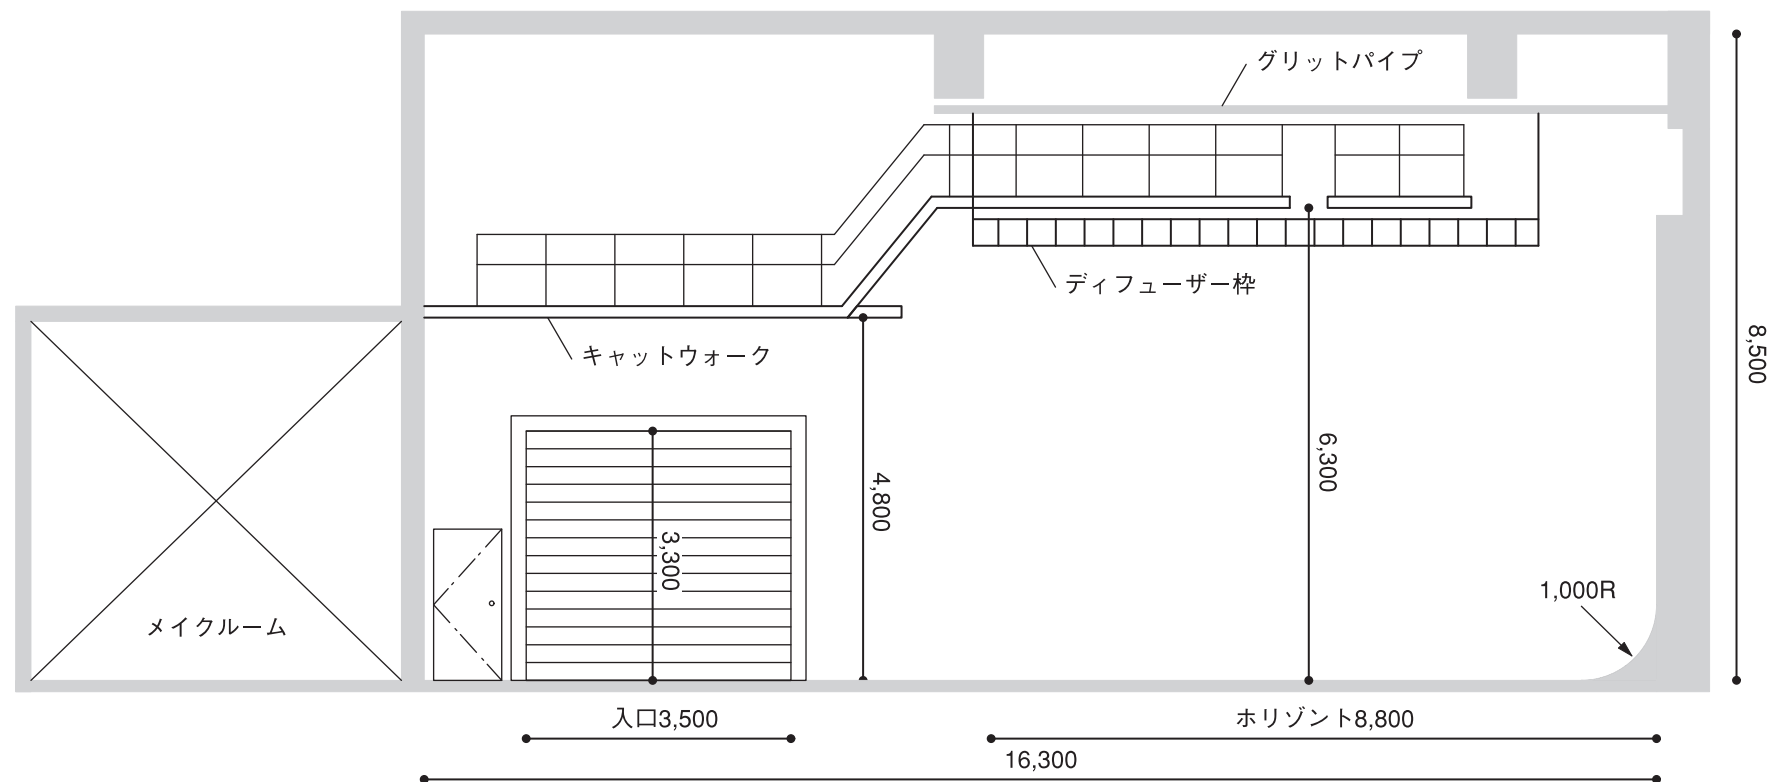 グリットパイプ
ディフューザー枠
キャットウォーク
8,500
6,300
4,800
3,300
1,000R
メイクルーム
入口3,500
ホリゾント8,800
16,300